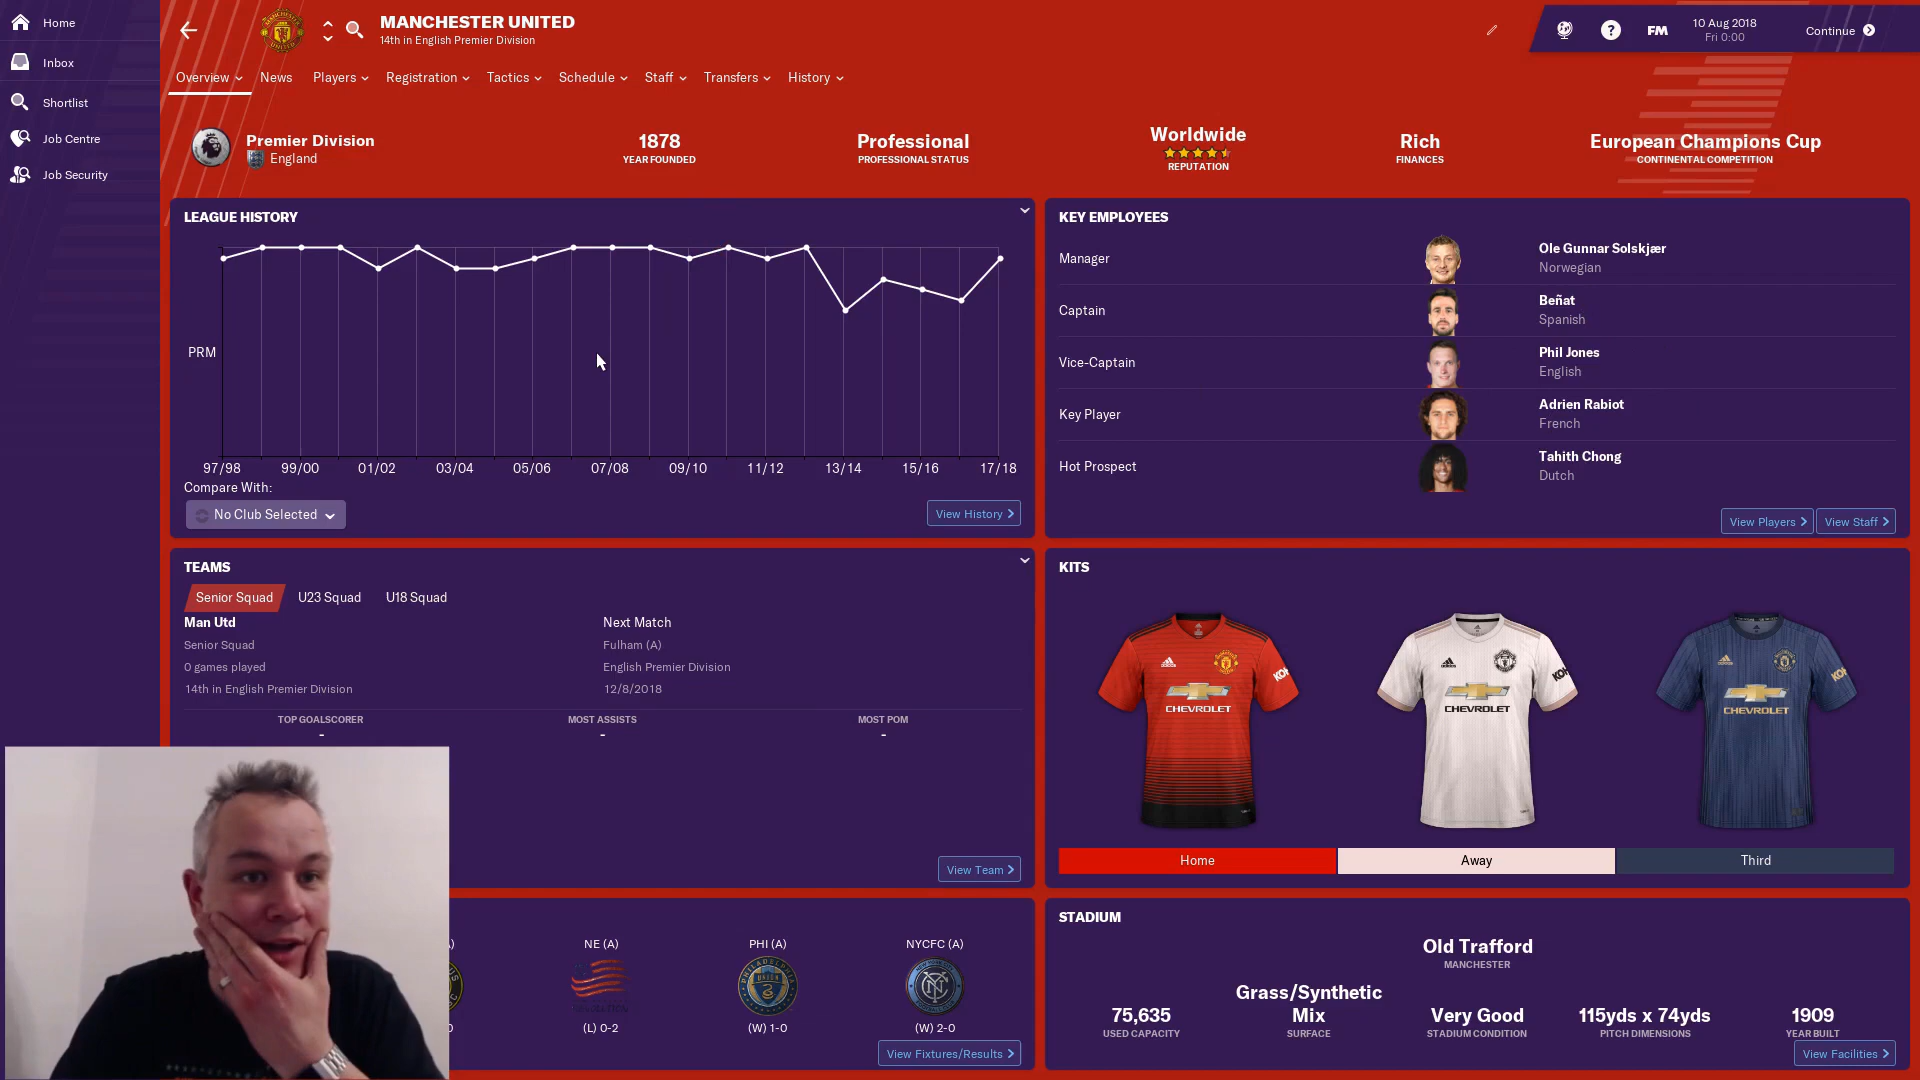 Home
Inbox
Shortlist
Job Centre
Job Security
MANCHESTER UNITED
14th in English Premier Division
FM
10 Aug 2018
Fri 0:00
Continue
Overview
News
Players
Registration
Tactics
Schedule
Staff
Transfers
History
Premier Division
England
1878
YEAR FOUNDED
Professional
PROFESSIONAL STATUS
Worldwide
REPUTATION
Rich
FINANCES
European Champions Cup
CONTINENTAL COMPETITION
LEAGUE HISTORY
PRM
97/98
99/00
01/02
03/04
05/06
07/08
09/10
11/12
13/14
15/16
17/18
Compare With:
No Club Selected
View History
KEY EMPLOYEES
Manager
Ole Gunnar Solskjær
Norwegian
Captain
Beñat
Spanish
Vice-Captain
Phil Jones
English
Key Player
Adrien Rabiot
French
Hot Prospect
Tahith Chong
Dutch
View Players
View Staff
TEAMS
Senior Squad
U23 Squad
U18 Squad
Man Utd
Senior Squad
0 games played
14th in English Premier Division
Next Match
Fulham (A)
English Premier Division
12/8/2018
TOP GOALSCORER
-
MOST ASSISTS
-
MOST POM
-
View Team
KITS
CHEVROLET
CHEVROLET
CHEVROLET
Home
Away
Third
NE (A)
(L) 0-2
PHI (A)
(W) 1-0
NYCFC (A)
(W) 2-0
View Fixtures/Results
STADIUM
Old Trafford
MANCHESTER
75,635
USED CAPACITY
Grass/Synthetic
Mix
SURFACE
Very Good
STADIUM CONDITION
115yds x 74yds
PITCH DIMENSIONS
1909
YEAR BUILT
View Facilities